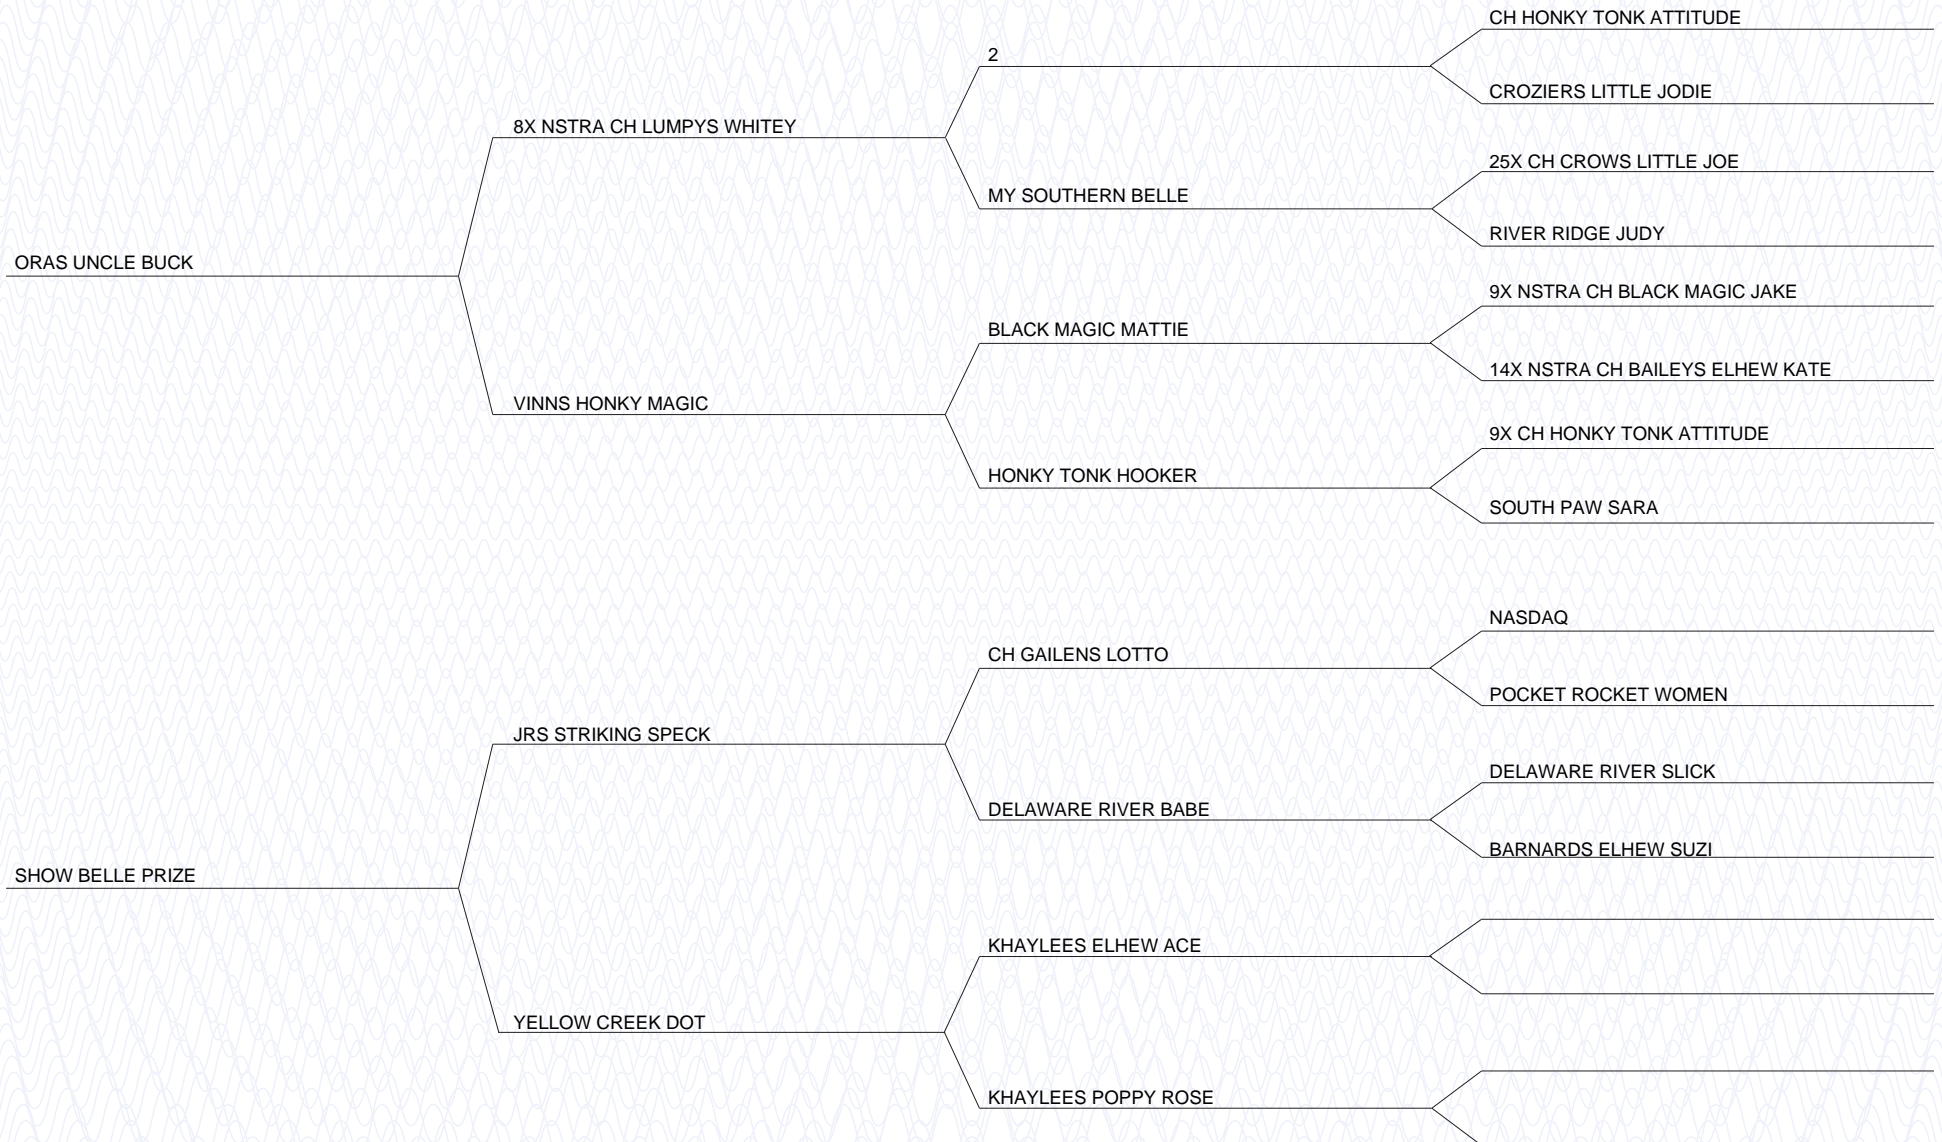 CH HONKY TONK ATTITUDE
2
CROZIERS LITTLE JODIE
8X NSTRA CH LUMPYS WHITEY
25X CH CROWS LITTLE JOE
MY SOUTHERN BELLE
RIVER RIDGE JUDY
ORAS UNCLE BUCK
9X NSTRA CH BLACK MAGIC JAKE
BLACK MAGIC MATTIE
14X NSTRA CH BAILEYS ELHEW KATE
VINNS HONKY MAGIC
9X CH HONKY TONK ATTITUDE
HONKY TONK HOOKER
SOUTH PAW SARA
NASDAQ
CH GAILENS LOTTO
POCKET ROCKET WOMEN
JRS STRIKING SPECK
DELAWARE RIVER SLICK
DELAWARE RIVER BABE
BARNARDS ELHEW SUZI
SHOW BELLE PRIZE
KHAYLEES ELHEW ACE
YELLOW CREEK DOT
KHAYLEES POPPY ROSE